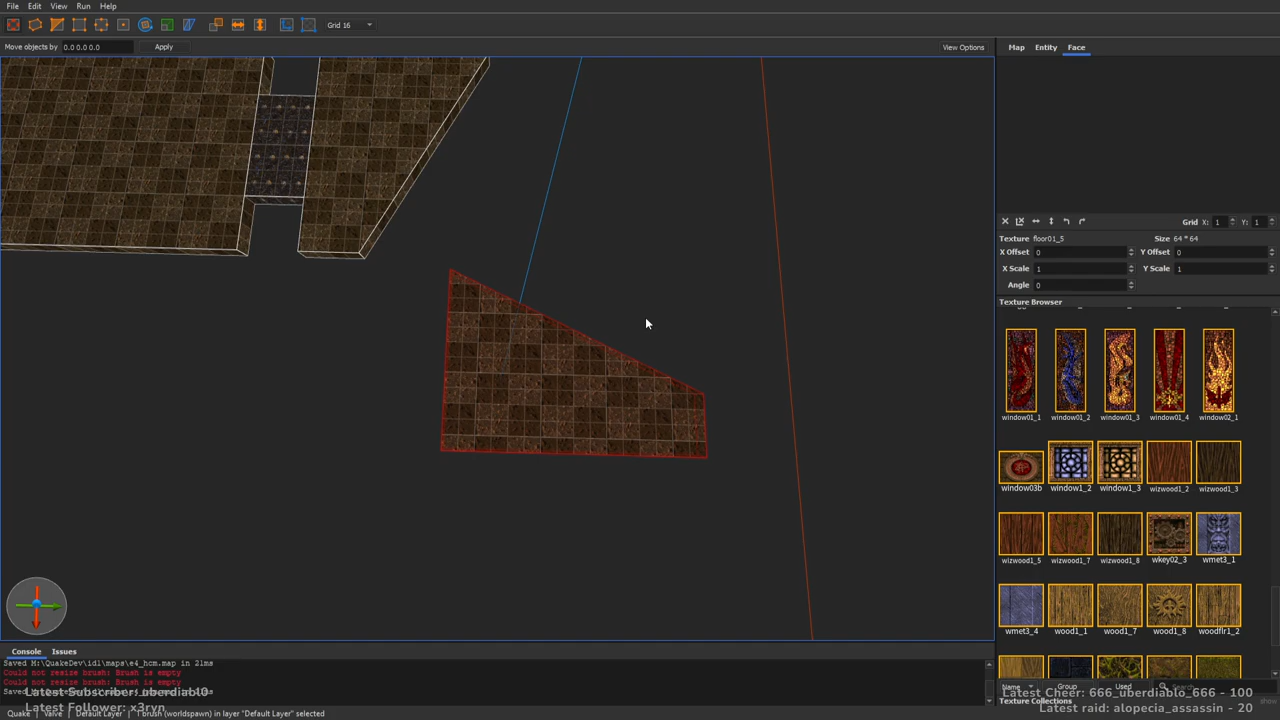 File Edit View Run Help
Grid 16
Move objects by 0.0 0.0 0.0 Apply View Options
Map Entity Face
Grid X: 1 Y: 1
Texture floor01_5 Size 64*64
X Offset 0 Y Offset 0
X Scale 1 Y Scale 1
Angle 0
Texture Browser
window01_1 window01_2 window01_3 window01_4 window02_1
window03b window1_2 window1_3 wizwood1_2 wizwood1_3
wizwood1_5 wizwood1_7 wizwood1_8 wkey02_3 wmet3_1
wmet3_4 wood1_1 wood1_7 wood1_8 woodflr1_2
Console Issues
Saved M:\QuakeDev\id1\maps\e4_hcm.map in 21ms
Could not resize brush: Brush is empty
Could not resize brush: Brush is empty
Latest Subscriber:
Name Group Used Search
Latest Cheer: 666_uberdiablo_666 - 100
Latest Follower: x3ryn
Texture Collections
Latest raid: alopecia_assassin - 20
Quake Valve Default Layer 1 brush (worldspawn) in layer "Default Layer" selected